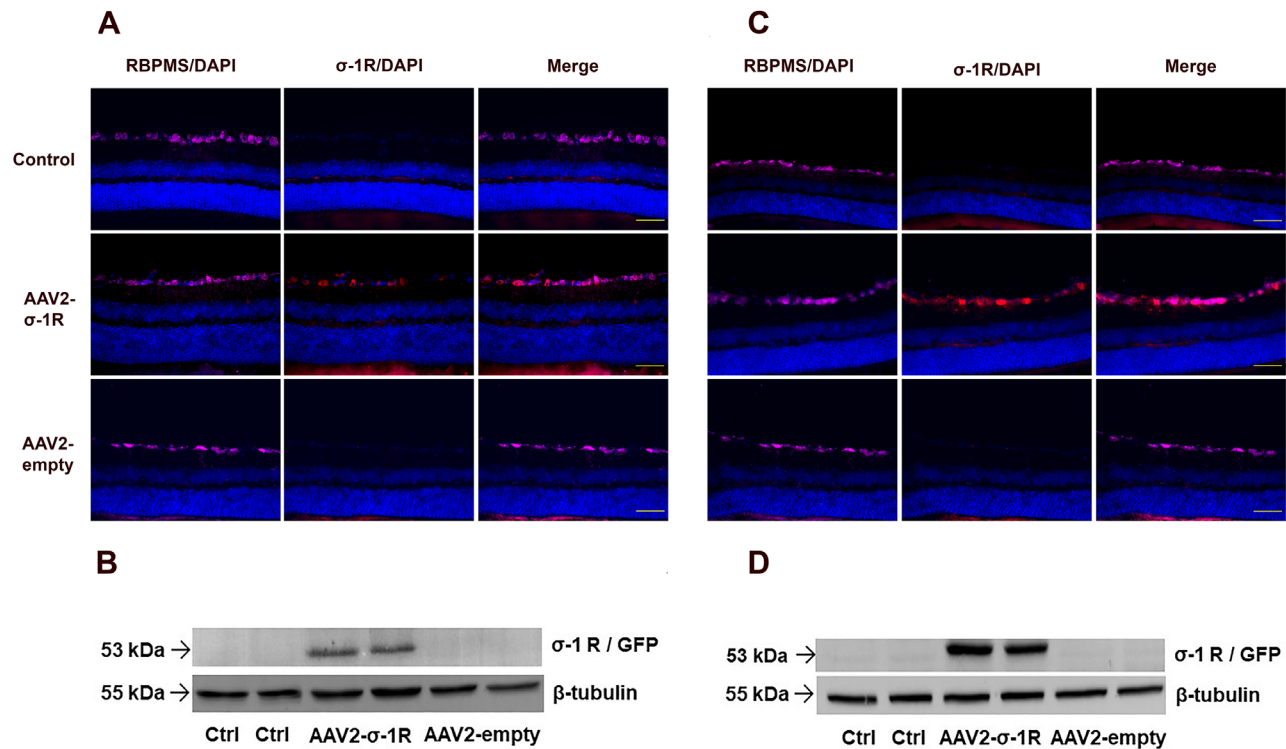 A
RBPMS/DAPI
σ-1R/DAPI
Merge
Control
AAV2-
σ-1R
AAV2-
empty
B
53 kDa →
σ-1 R / GFP
55 kDa →
β-tubulin
Ctrl Ctrl AAV2-σ-1R AAV2-empty
C
RBPMS/DAPI
σ-1R/DAPI
Merge
D
53 kDa →
σ-1 R / GFP
55 kDa →
β-tubulin
Ctrl Ctrl AAV2-σ-1R AAV2-empty